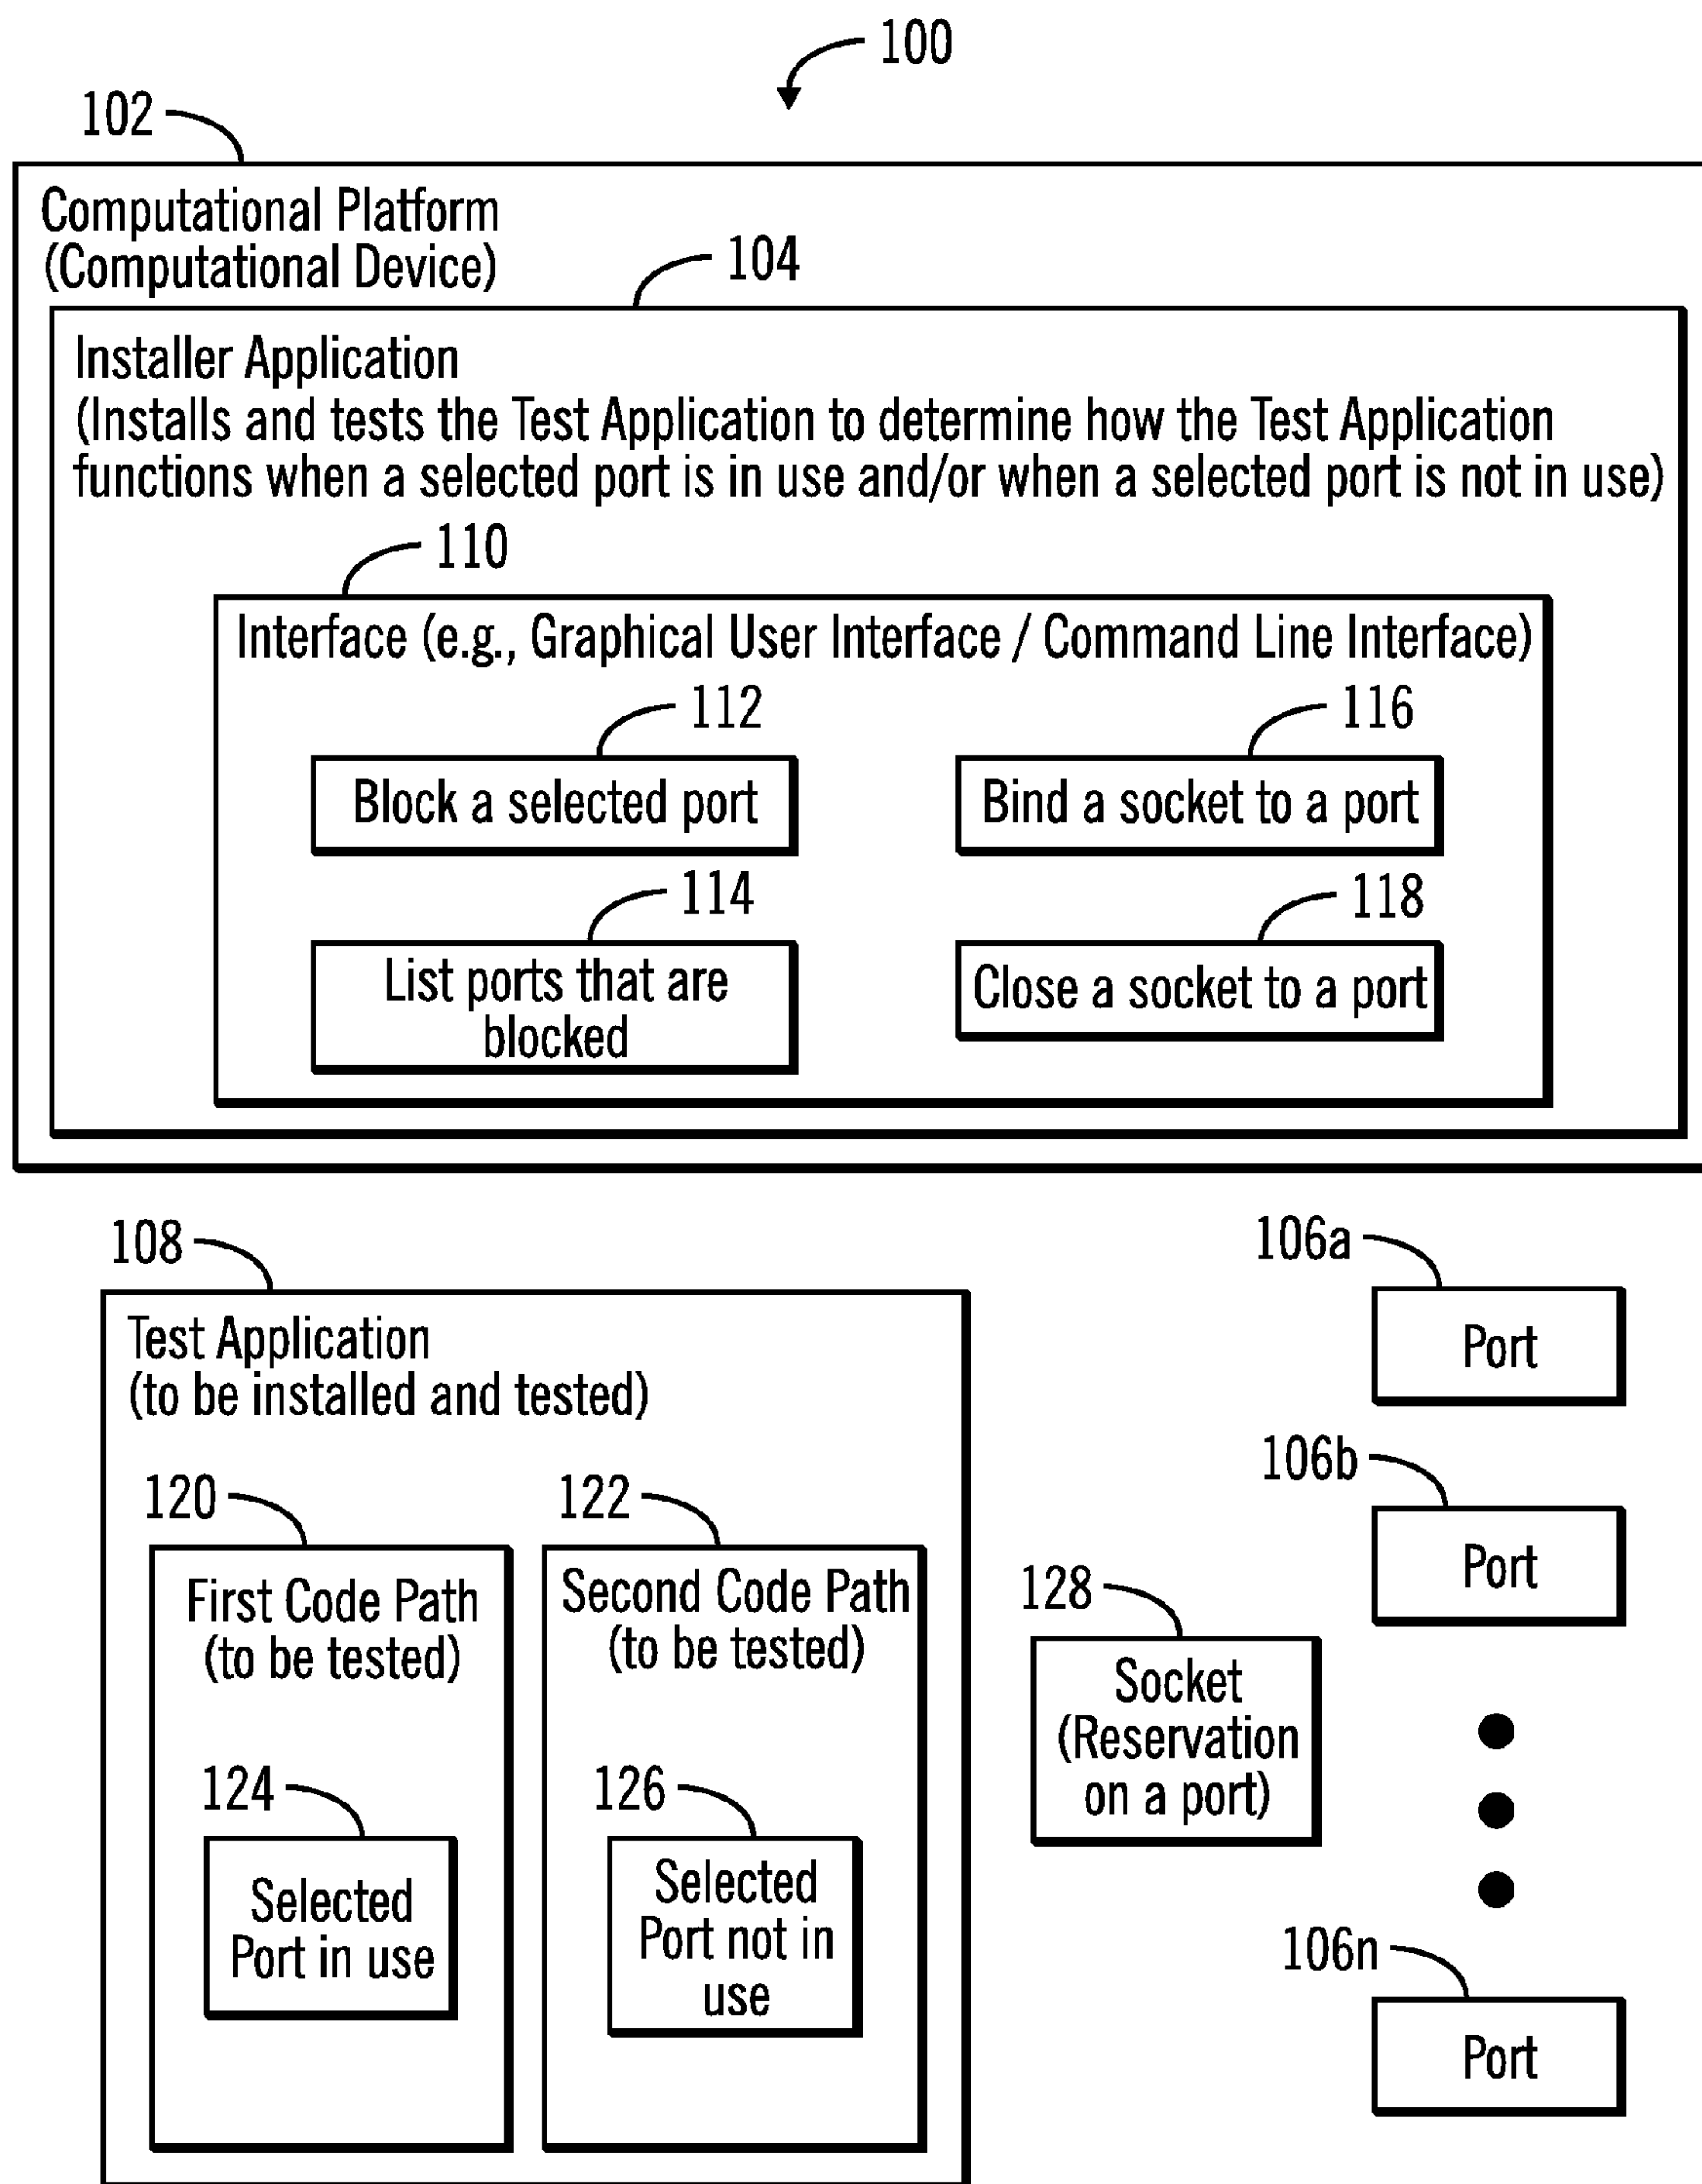 100
102
Computational Platform
(Computational Device)
104
Installer Application
(Installs and tests the Test Application to determine how the Test Application
functions when a selected port is in use and/or when a selected port is not in use)
110
Interface (e.g., Graphical User Interface / Command Line Interface)
112
116
Block a selected port
Bind a socket to a port
114
118
List ports that are
blocked
Close a socket to a port
108
106a
Test Application
(to be installed and tested)
Port
106b
Port
120
122
First Code Path
(to be tested)
Second Code Path
(to be tested)
128
Socket
(Reservation
on a port)
124
126
Selected
Port in use
Selected
Port not in
use
106n
Port